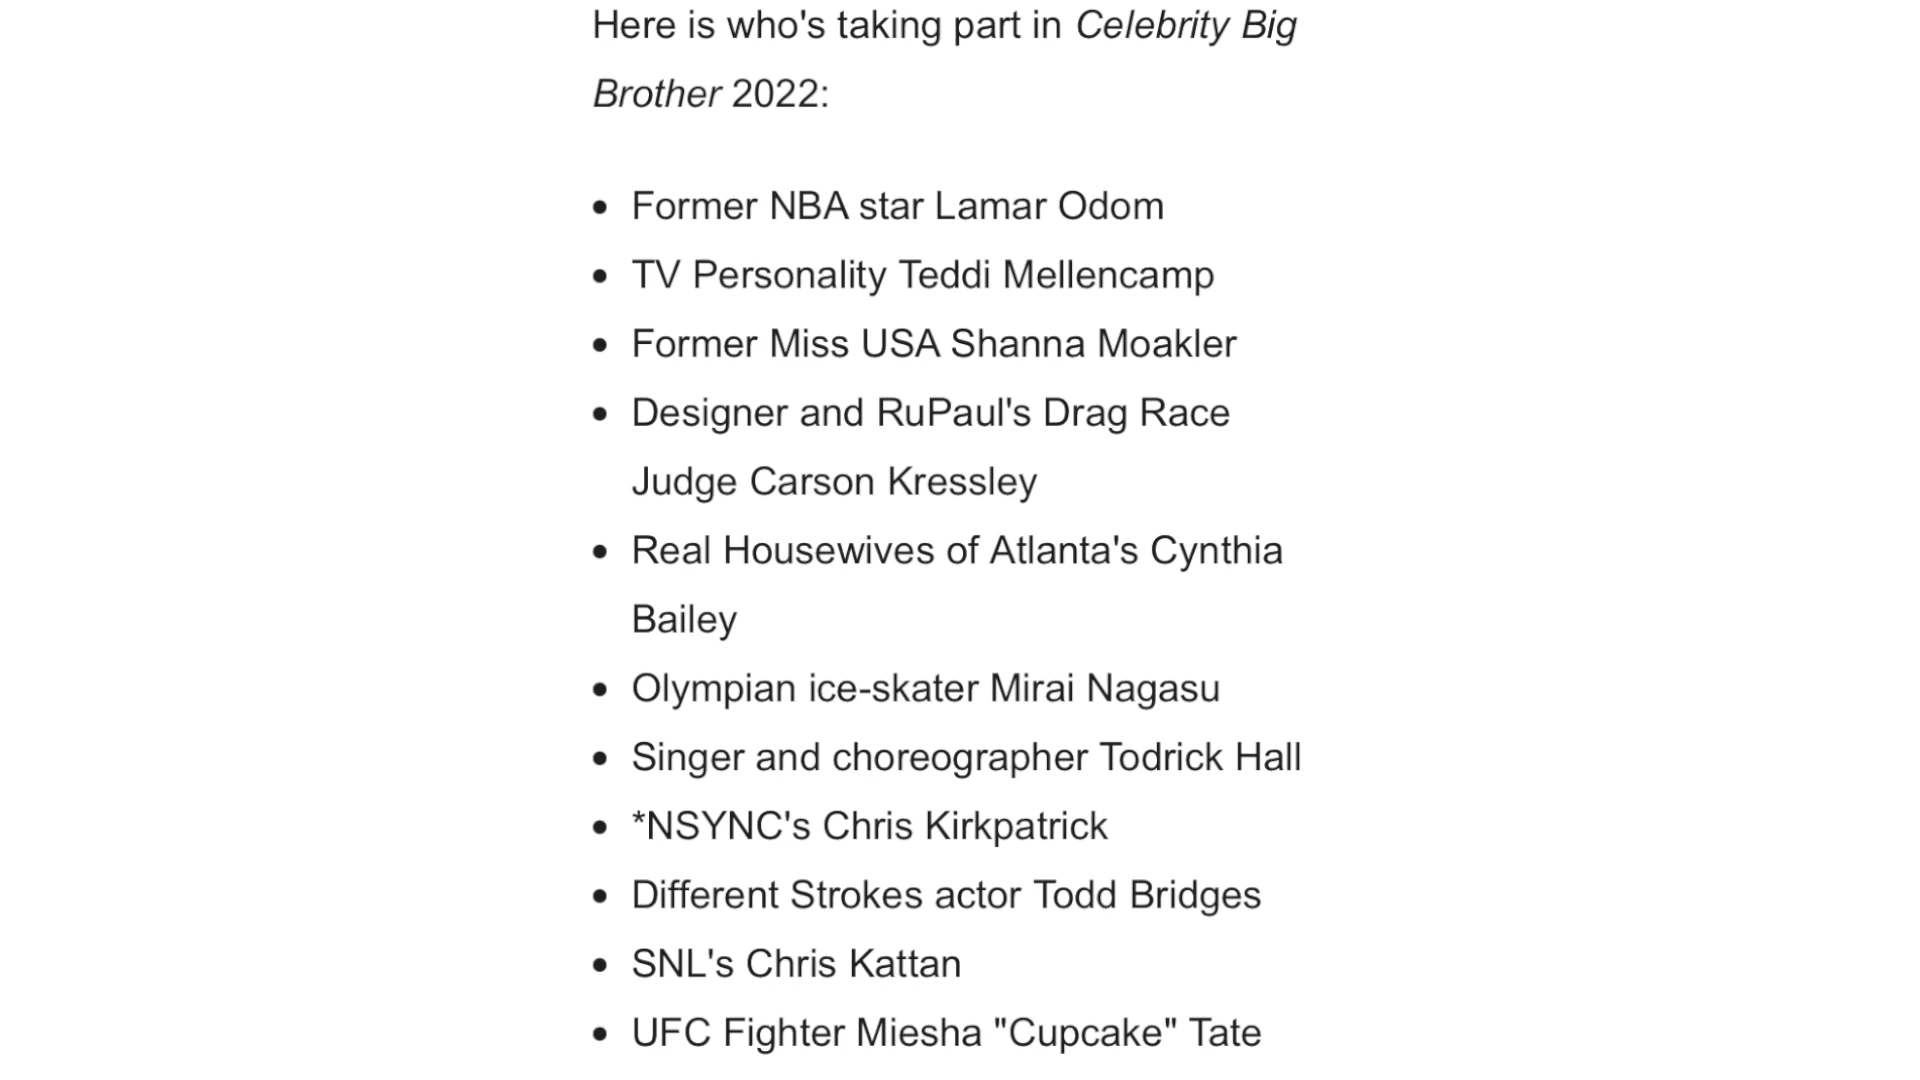 Here is who's taking part in Celebrity Big
Brother 2022:
• Former NBA star Lamar Odom
• TV Personality Teddi Mellencamp
• Former Miss USA Shanna Moakler
• Designer and RuPaul's Drag Race
Judge Carson Kressley
• Real Housewives of Atlanta's Cynthia
Bailey
• Olympian ice-skater Mirai Nagasu
• Singer and choreographer Todrick Hall
• *NSYNC's Chris Kirkpatrick
• Different Strokes actor Todd Bridges
• SNL's Chris Kattan
• UFC Fighter Miesha "Cupcake" Tate